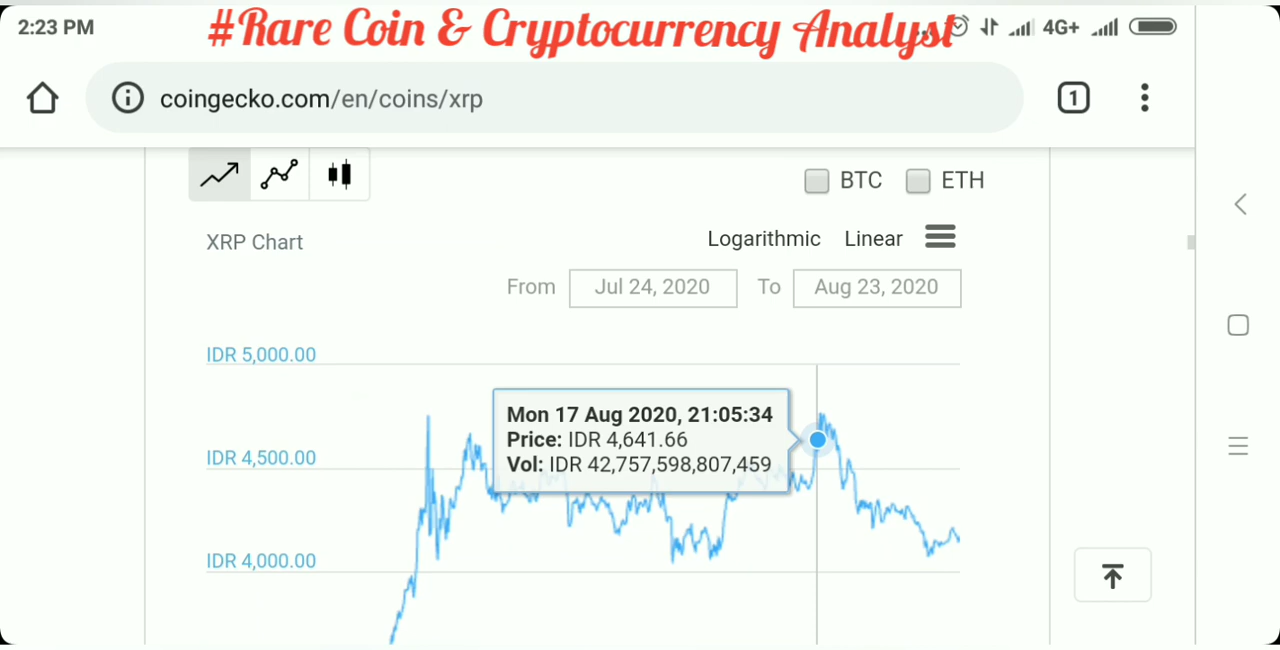 2:23 PM
#Rare Coin & Cryptocurrency Analyst
4G+
coingecko.com/en/coins/xrp
1
BTC
ETH
XRP Chart
Logarithmic
Linear
From
Jul 24, 2020
To
Aug 23, 2020
IDR 5,000.00
Mon 17 Aug 2020, 21:05:34
Price: IDR 4,641.66
Vol: IDR 42,757,598,807,459
IDR 4,500.00
IDR 4,000.00